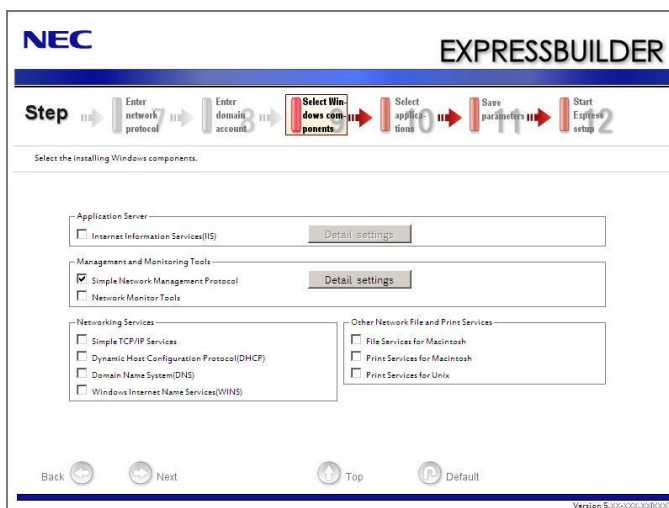 NEC
EXPRESSBUILDER
Step
Enter
network
protocol
7
Enter
domain
account
8
Select Win-
dows com-
ponents
9
Select
applica-
tions
10
Save
parameters
11
Start
Express
setup
12
Select the installing Windows components.
Application Server
Internet Information Services(IIS)
Detail settings
Management and Monitoring Tools
Simple Network Management Protocol
Detail settings
Network Monitor Tools
Networking Services
Simple TCP/IP Services
Dynamic Host Configuration Protocol(DHCP)
Domain Name System(DNS)
Windows Internet Name Services(WINS)
Other Network File and Print Services
File Services for Macintosh
Print Services for Macintosh
Print Services for Unix
Back
Next
Top
Default